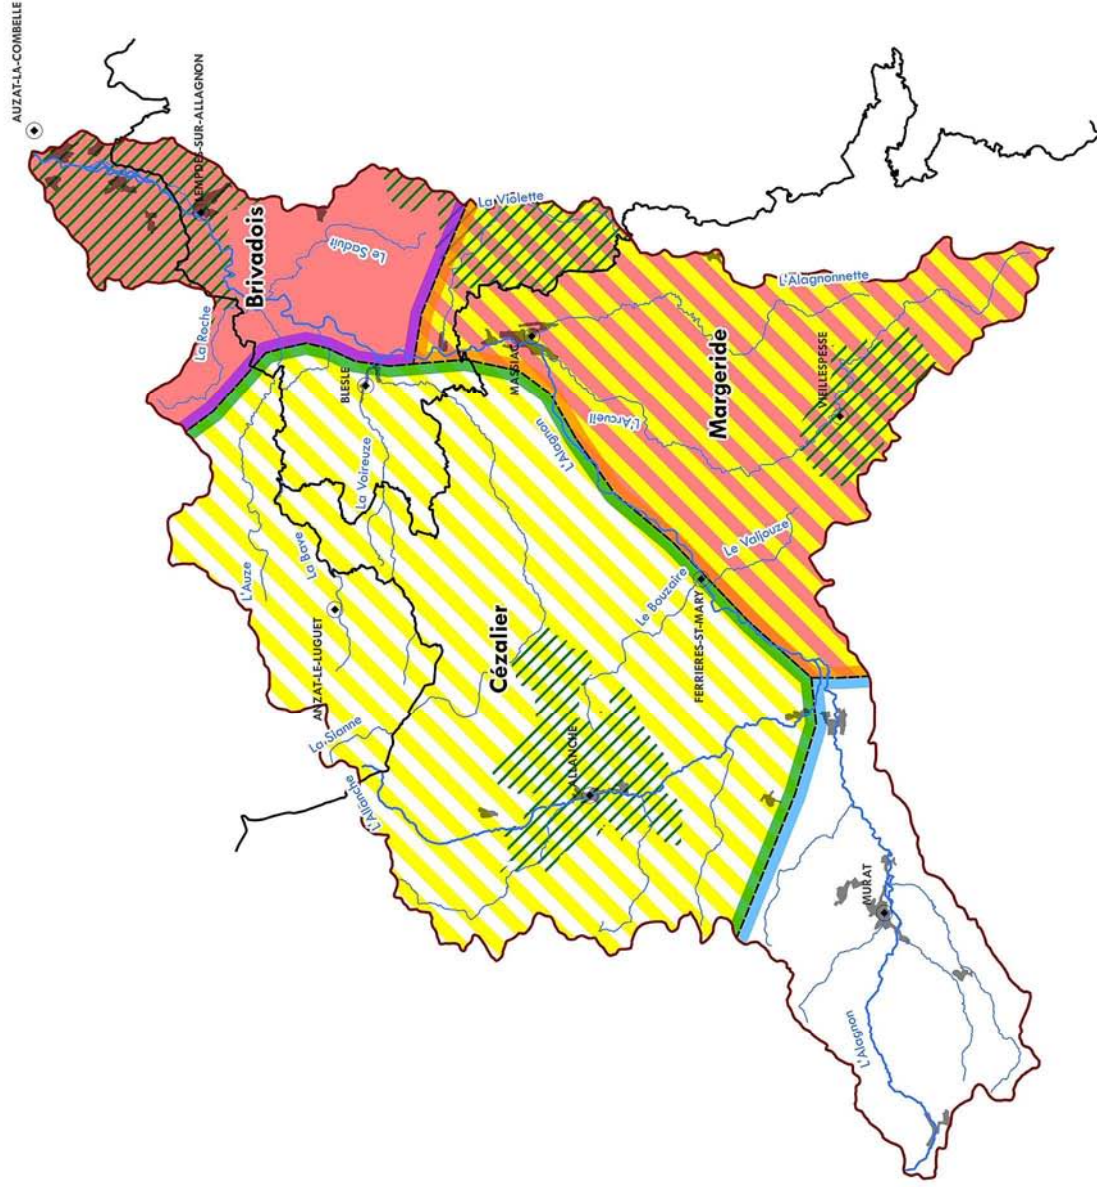 AUZAT-LA-COMBELLE
LEMPDES-SUR-ALLAGNON
Brivadois
La Roche
Le Saduit
La Violette
L'Alagnonnette
MASSIAC
BLESLE
La Voireuze
L'Auze
La Bave
ANZAT-LE-LUGUET
L'Alagnon
L'Arcueil
Margeride
VIEILLESPESSE
Le Valjouze
Le Bouzaire
FERRIERES-ST-MARY
Cézalier
La Sianne
L'Allanche
ALLANCHE
MURAT
L'Alagnon